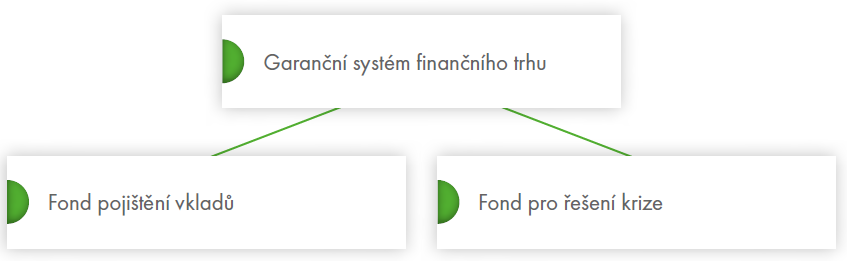 Garanční systém finančního trhu
Fond pojištění vkladů
Fond pro řešení krize